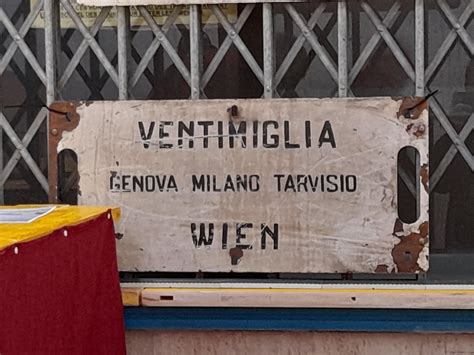 VENTIMIGLIA
GENOVA MILANO TARVISIO
WIEN